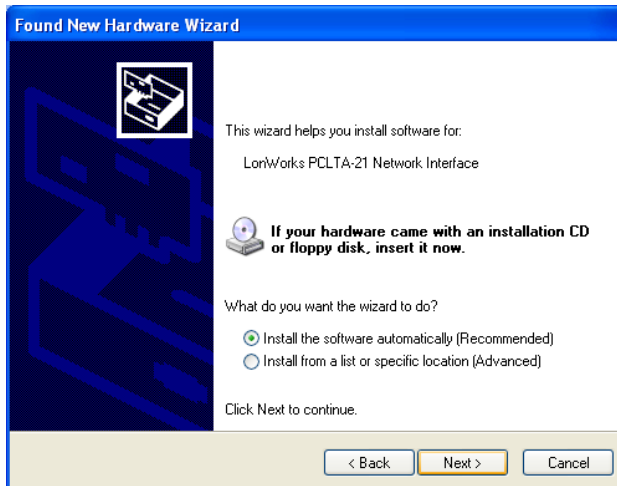 Found New Hardware Wizard
This wizard helps you install software for:
LonWorks PCLTA-21 Network Interface
If your hardware came with an installation CD
or floppy disk, insert it now.
What do you want the wizard to do?
Install the software automatically (Recommended)
Install from a list or specific location (Advanced)
Click Next to continue.
< Back Next > Cancel